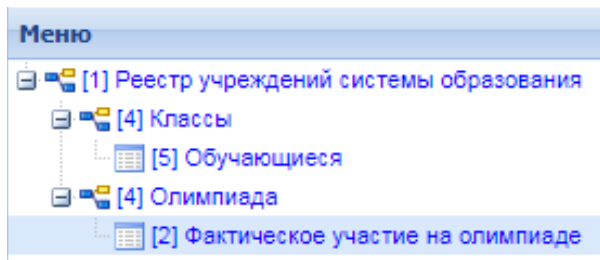 Меню
[1] Реестр учреждений системы образования
[4] Классы
[5] Обучающиеся
[4] Олимпиада
[2] Фактическое участие на олимпиаде